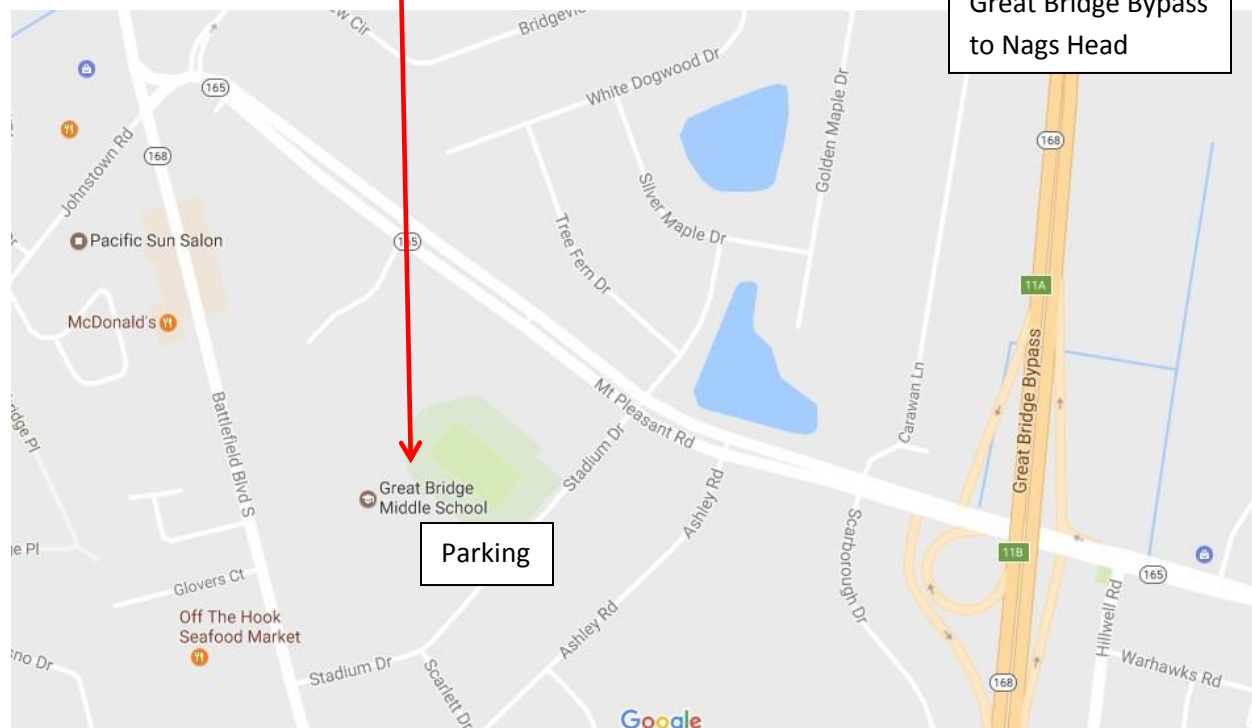 Great Bridge Bypass
to Nags Head
Bridgevie
w Cir
165
White Dogwood Dr
Golden Maple Dr
168
Johnstown Rd
168
Silver Maple Dr
Pacific Sun Salon
165
Tree Fern Dr
11A
McDonald's
Great Bridge Bypass
Mt Pleasant Rd
Carawan Ln
Battlefield Blvd S
Stadium Dr
Great Bridge
Middle School
Ashley Rd
Scarborough Dr
Parking
11B
165
Glovers Ct
Hillwell Rd
Off The Hook
Seafood Market
Ashley Rd
Warhawks Rd
Stadium Dr
Scarlett Dr
168
Google